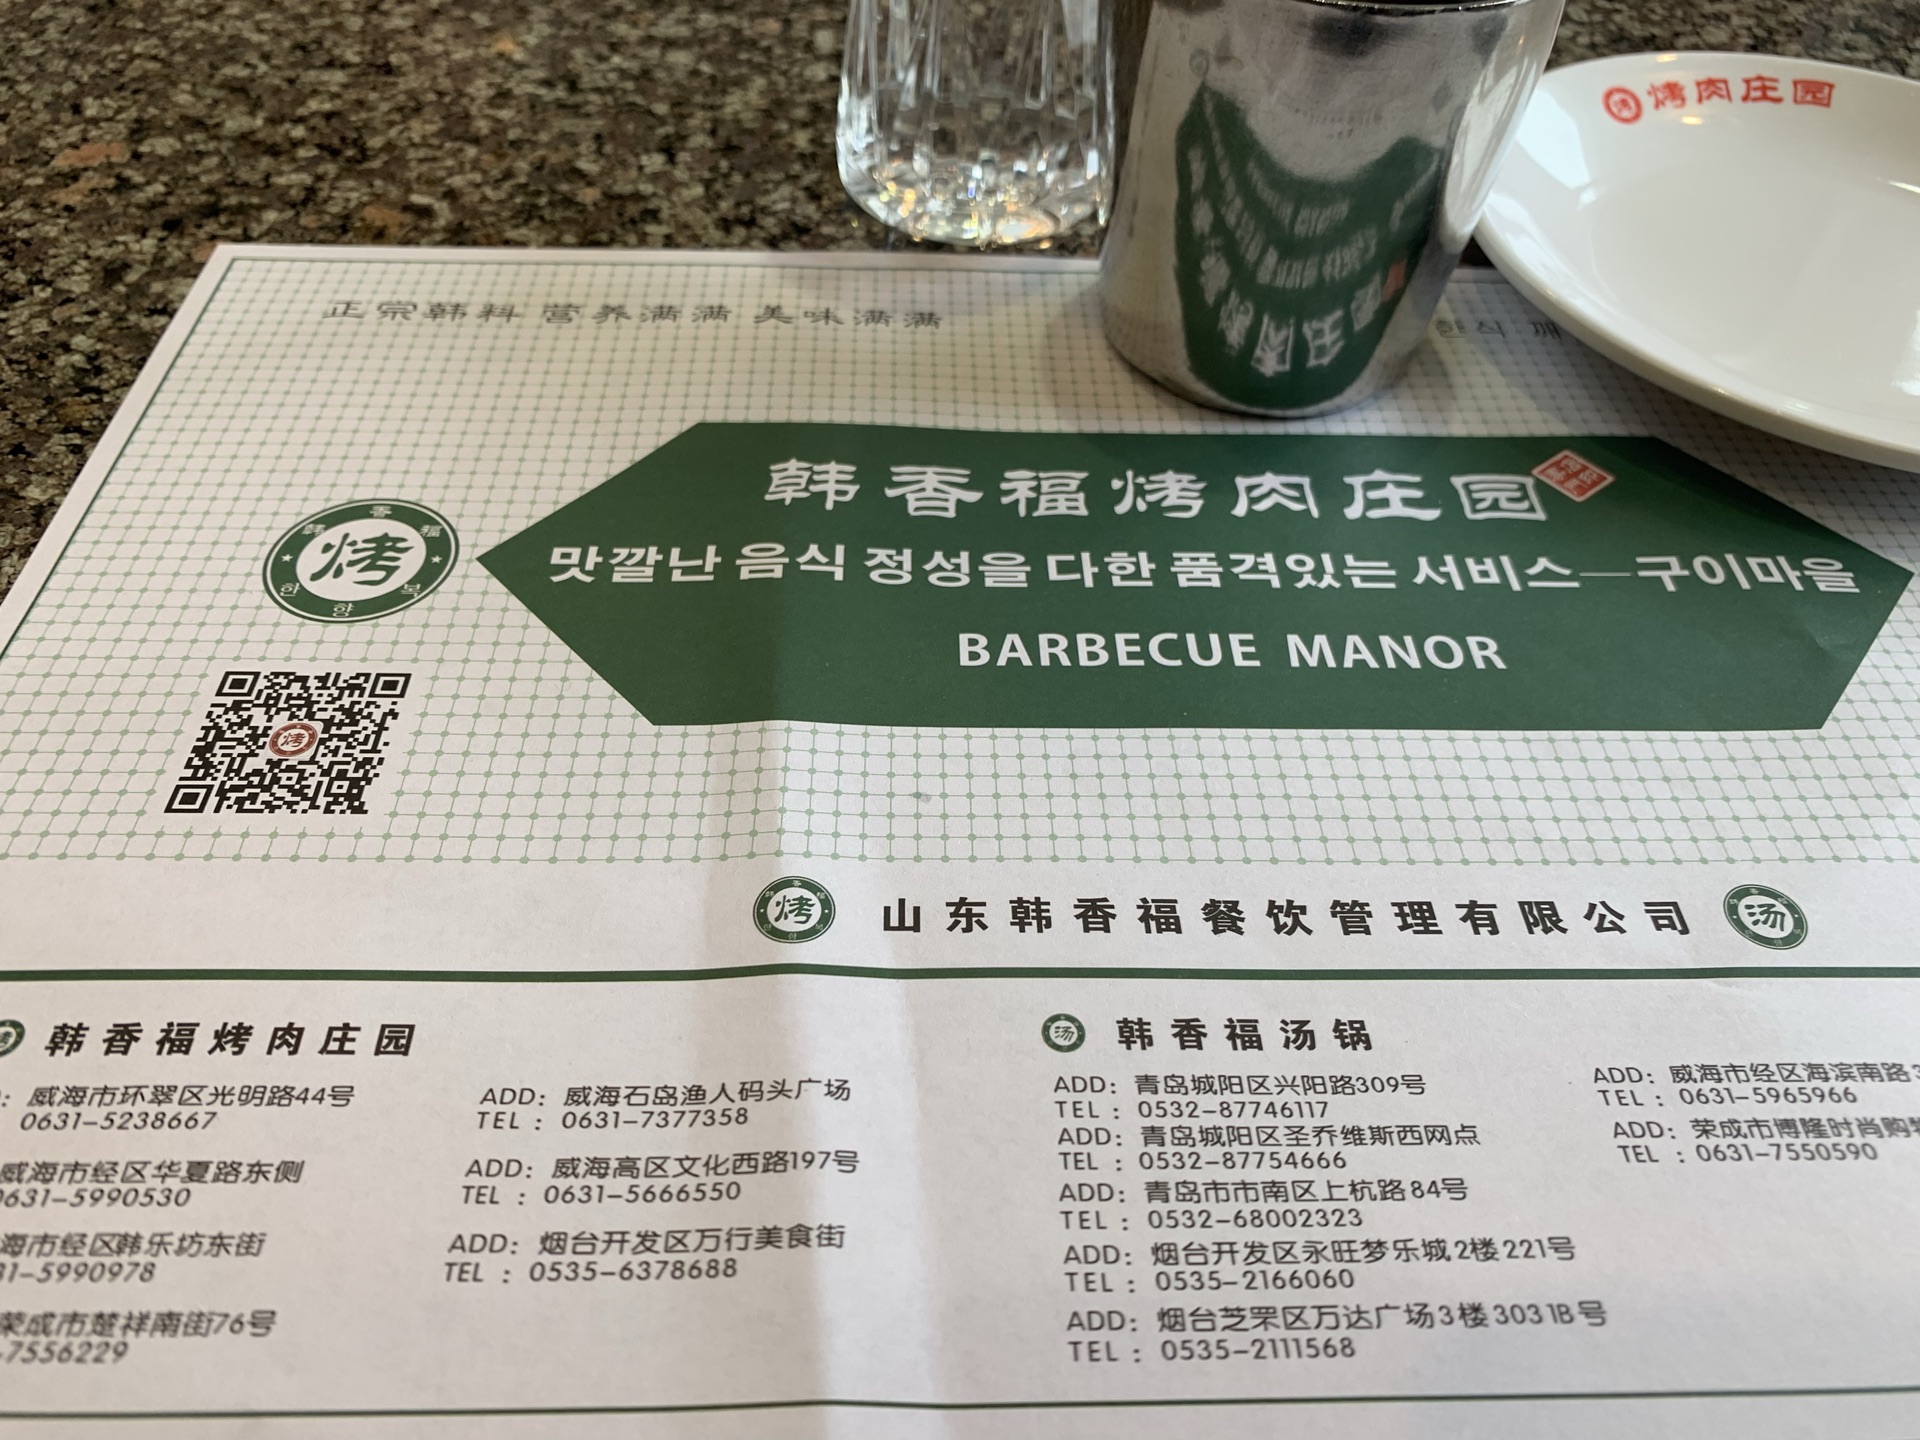 烤肉庄园
正宗韩料 营养满满 美味满满
韩香福烤肉庄园
맛깔난 음식 정성을 다한 품격있는 서비스—구이마을
BARBECUE MANOR
香
韩 福
烤
한 복
향
烤
山东韩香福餐饮管理有限公司
汤
韩香福烤肉庄园
威海市环翠区光明路44号
0631-5238667
威海市经区华夏路东侧
0631-5990530
海市经区韩乐坊东街
31-5990978
荣成市楚祥南街76号
-7556229
ADD: 威海石岛渔人码头广场
TEL : 0631-7377358
ADD: 威海高区文化西路197号
TEL : 0631-5666550
ADD: 烟台开发区万行美食街
TEL : 0535-6378688
汤 韩香福汤锅
ADD: 青岛城阳区兴阳路309号
TEL : 0532-87746117
ADD: 青岛城阳区圣乔维斯西网点
TEL : 0532-87754666
ADD: 青岛市市南区上杭路84号
TEL : 0532-68002323
ADD: 烟台开发区永旺梦乐城2楼221号
TEL : 0535-2166060
ADD: 烟台芝罘区万达广场3楼3031B号
TEL : 0535-2111568
ADD: 威海市经区海滨南路
TEL : 0631-5965966
ADD: 荣成市博隆时尚购物
TEL : 0631-7550590